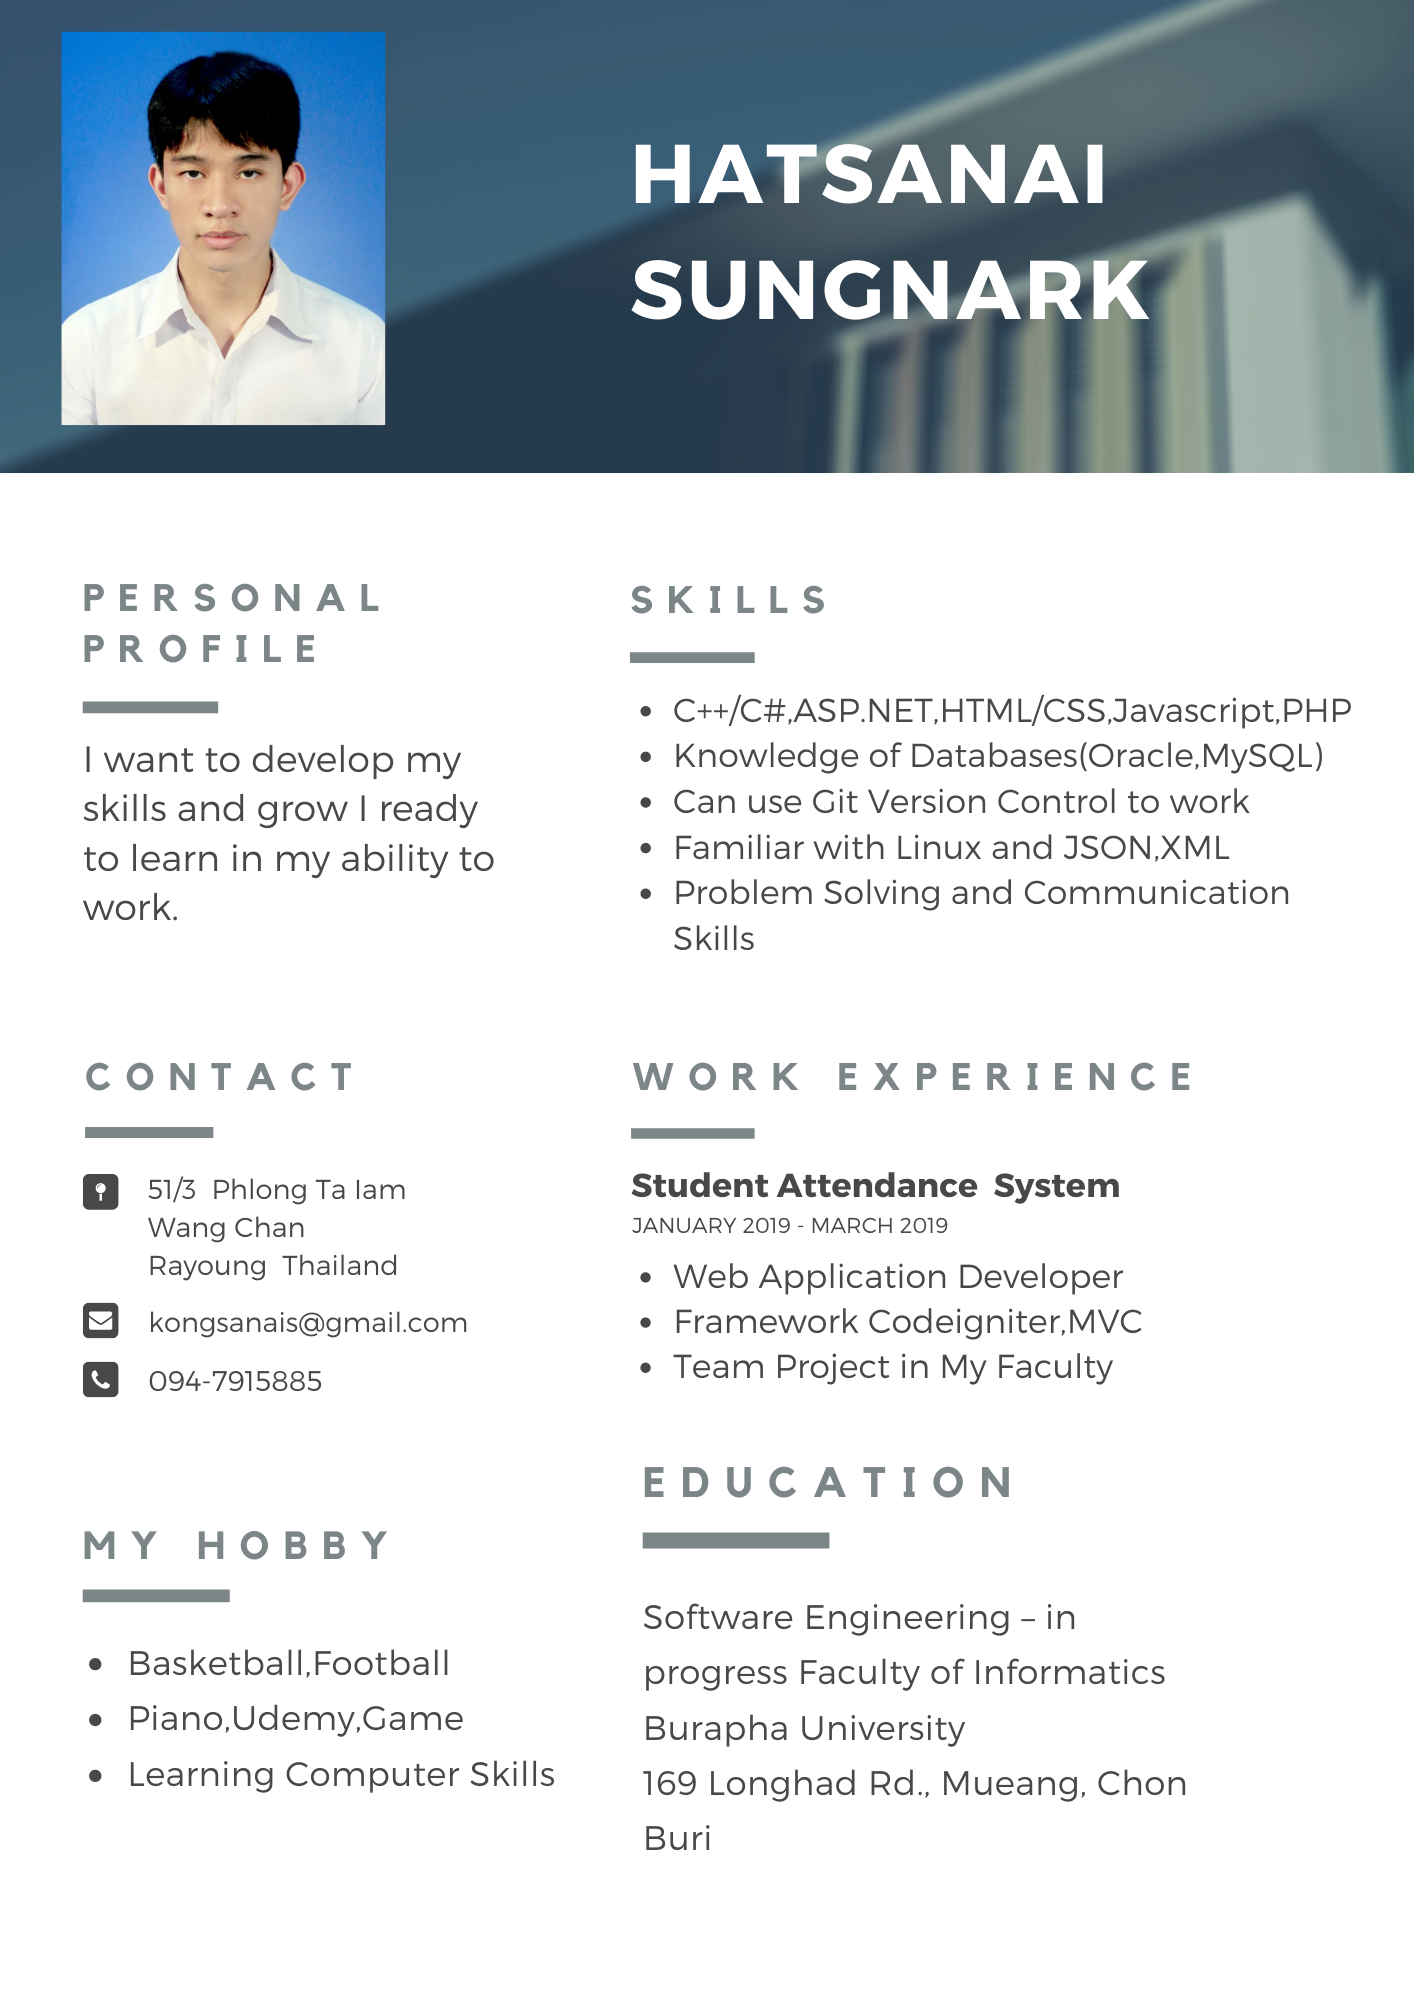 HATSANAI
SUNGNARK
PERSONAL
PROFILE
I want to develop my
skills and grow I ready
to learn in my ability to
work.
SKILLS
C++/C#,ASP.NET,HTML/CSS,Javascript,PHP
Knowledge of Databases(Oracle,MySQL)
Can use Git Version Control to work
Familiar with Linux and JSON,XML
Problem Solving and Communication
Skills
CONTACT
51/3  Phlong Ta Iam
Wang Chan
Rayoung  Thailand
kongsanais@gmail.com
094-7915885
WORK EXPERIENCE
Student Attendance  System
JANUARY 2019 - MARCH 2019
Web Application Developer
Framework Codeigniter,MVC
Team Project in My Faculty
MY HOBBY
Basketball,Football
Piano,Udemy,Game
Learning Computer Skills
EDUCATION
Software Engineering – in
progress Faculty of Informatics
Burapha University
169 Longhad Rd., Mueang, Chon
Buri